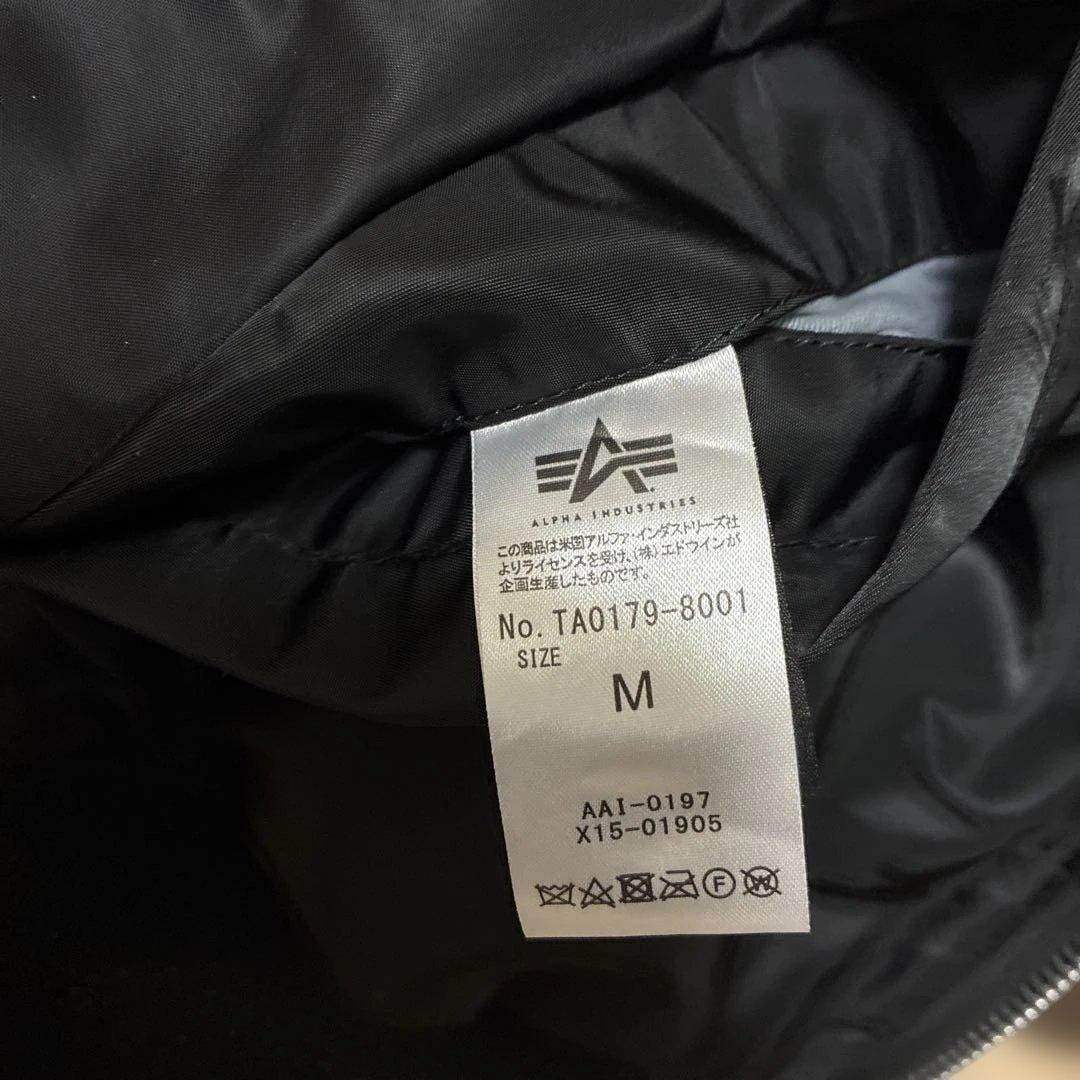 ALPHA INDUSTRIES
この商品は米国アルファ・インダストリーズ社
よりライセンスを受け、(株)エドウインが
企画生産したものです。
No. TA0179-8001
SIZE
M
AAI-0197
X15-01905
F W